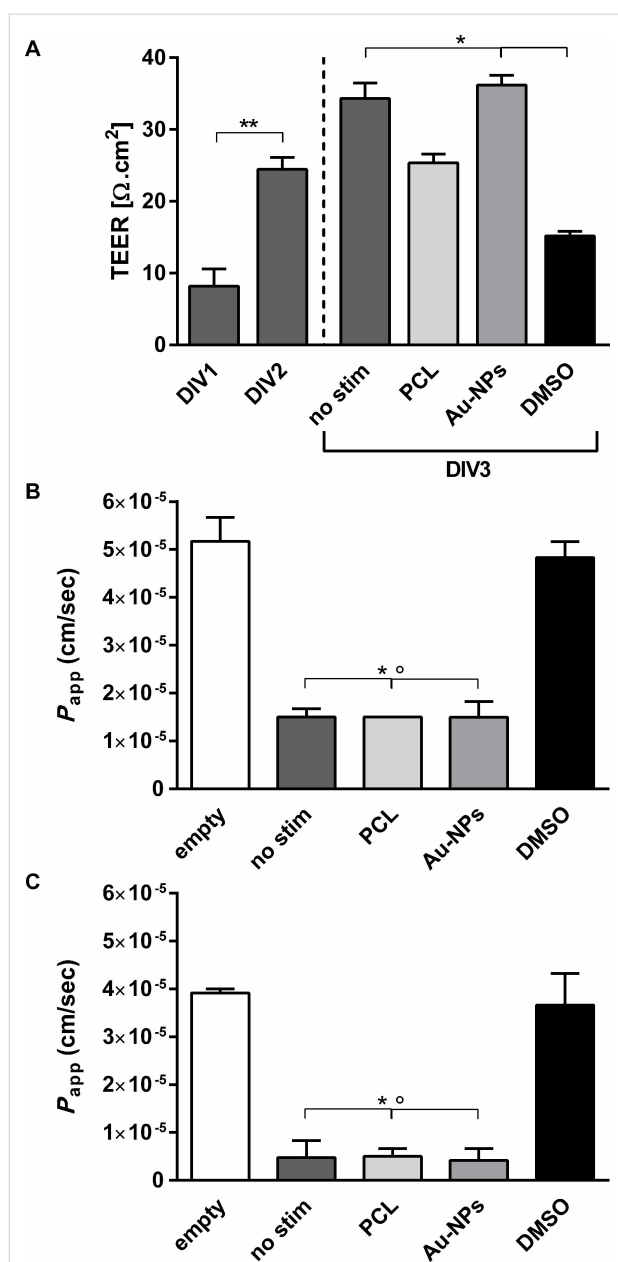 A
*
40
**
30
TEER [Ω.cm²]
20
10
0
DIV1 DIV2 no stim PCL Au-NPs DMSO
DIV3
B
6×10⁻⁵
5×10⁻⁵
4×10⁻⁵
Papp (cm/sec)
3×10⁻⁵
* °
2×10⁻⁵
1×10⁻⁵
0
empty no stim PCL Au-NPs DMSO
C
6×10⁻⁵
5×10⁻⁵
4×10⁻⁵
Papp (cm/sec)
3×10⁻⁵
2×10⁻⁵
* °
1×10⁻⁵
0
empty no stim PCL Au-NPs DMSO